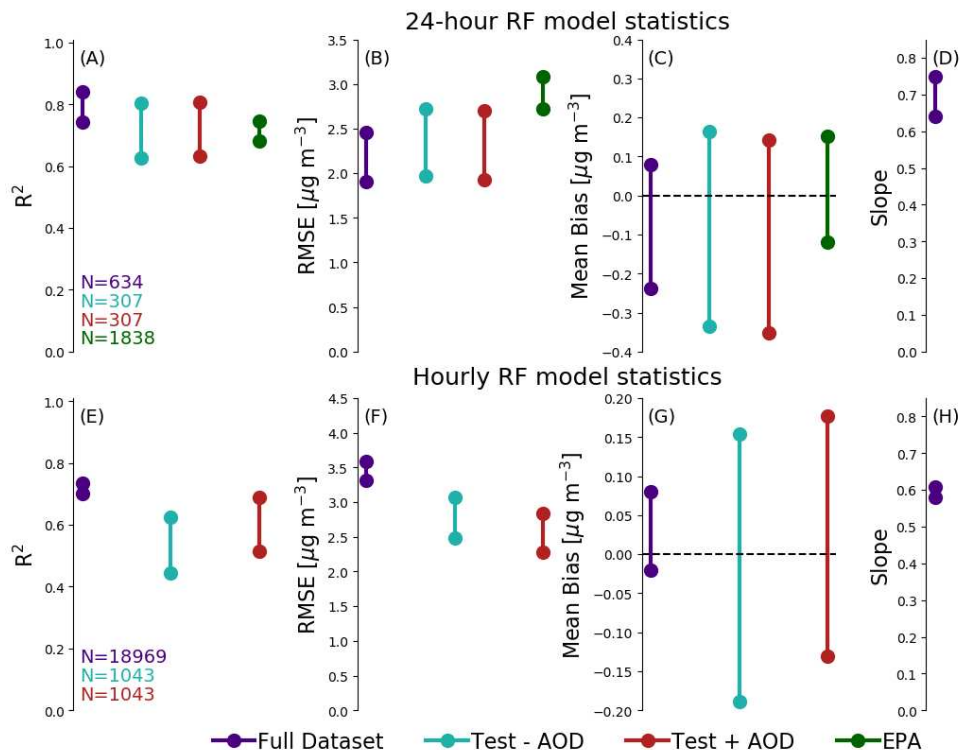 24-hour RF model statistics
(A)
(B)
(C)
(D)
1.0
0.8
0.6
0.4
0.2
0.0
R²
N=634
N=307
N=307
N=1838
3.5
3.0
2.5
2.0
1.5
1.0
0.5
0.0
RMSE [μg m⁻³]
0.4
0.3
0.2
0.1
0.0
−0.1
−0.2
−0.3
−0.4
Mean Bias [μg m⁻³]
0.8
0.7
0.6
0.5
0.4
0.3
0.2
0.1
0.0
Slope
Hourly RF model statistics
(E)
(F)
(G)
(H)
1.0
0.8
0.6
0.4
0.2
0.0
R²
N=18969
N=1043
N=1043
4.5
4.0
3.5
3.0
2.5
2.0
1.5
1.0
0.5
0.0
RMSE [μg m⁻³]
0.20
0.15
0.10
0.05
0.00
−0.05
−0.10
−0.15
−0.20
Mean Bias [μg m⁻³]
0.8
0.7
0.6
0.5
0.4
0.3
0.2
0.1
0.0
Slope
Full Dataset
Test - AOD
Test + AOD
EPA